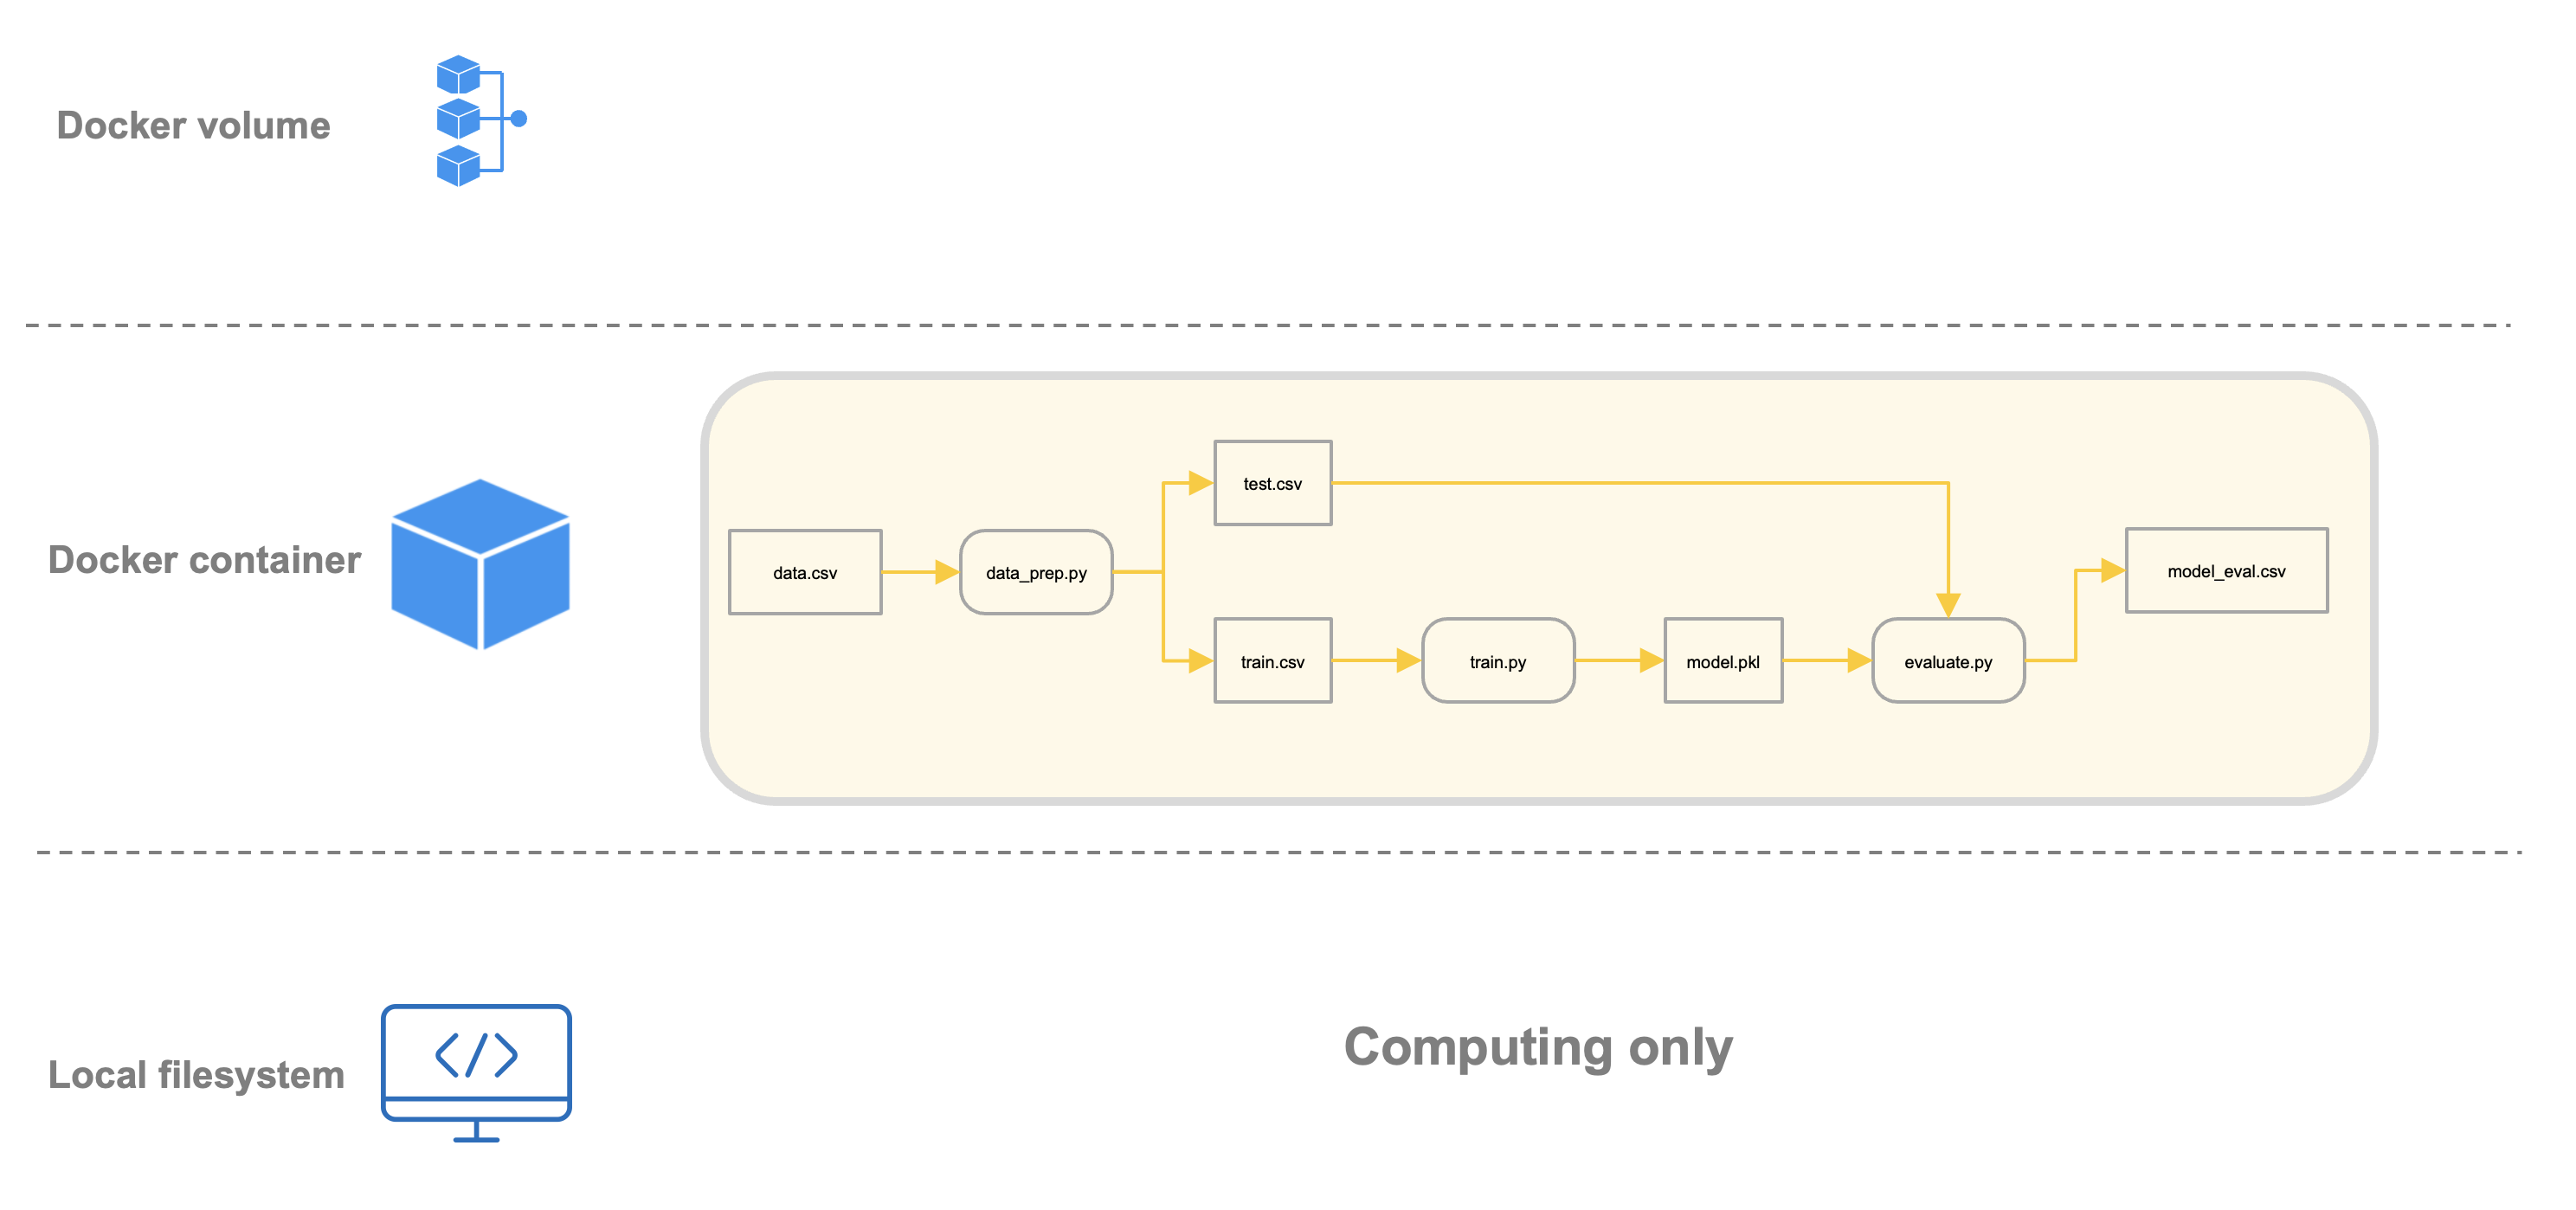 Docker volume
Docker container
data.csv
data_prep.py
test.csv
train.csv
train.py
model.pkl
evaluate.py
model_eval.csv
Local filesystem
Computing only